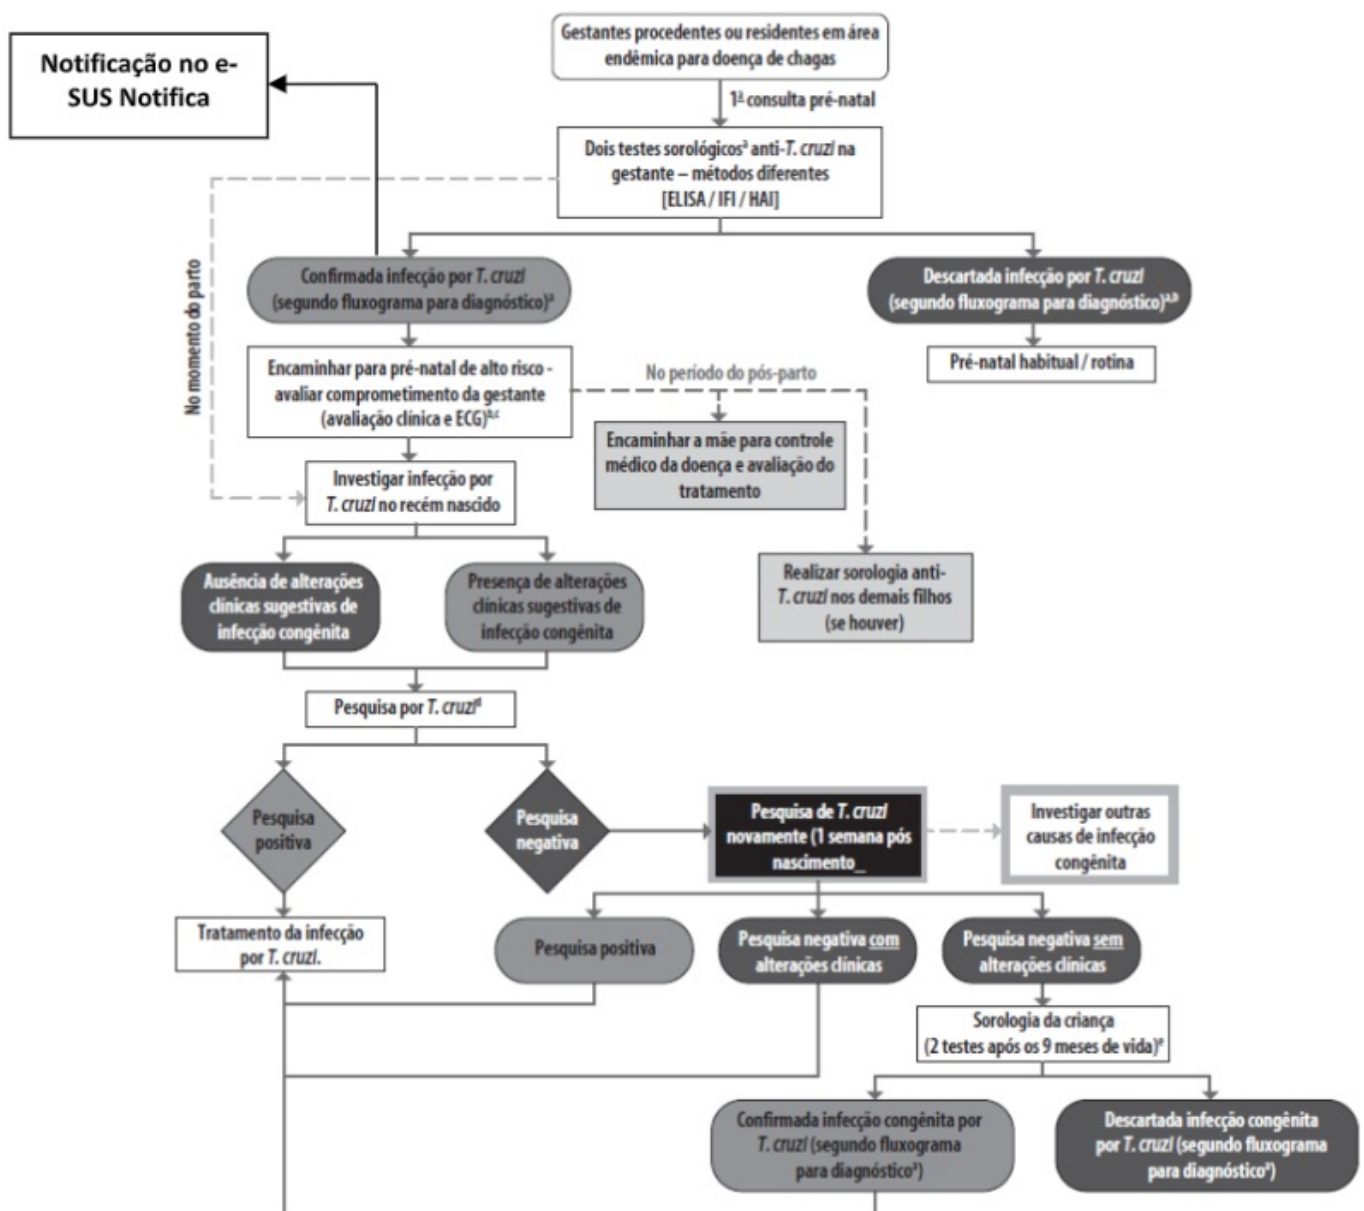 Notificação no e-
SUS Notifica
Gestantes procedentes ou residentes em área
endêmica para doença de chagas
1ª consulta pré-natal
Dois testes sorológicosª anti-T. cruzi na
gestante – métodos diferentes
[ELISA / IFI / HAI]
No momento do parto
Confirmada infecção por T. cruzi
(segundo fluxograma para diagnóstico)ª
Descartada infecção por T. cruzi
(segundo fluxograma para diagnóstico)a,b
Encaminhar para pré-natal de alto risco -
avaliar comprometimento da gestante
(avaliação clínica e ECG)b,c
Pré-natal habitual / rotina
No período do pós-parto
Encaminhar a mãe para controle
médico da doença e avaliação do
tratamento
Investigar infecção por
T. cruzi no recém nascido
Realizar sorologia anti-
T. cruzi nos demais filhos
(se houver)
Ausência de alterações
clínicas sugestivas de
infecção congênita
Presença de alterações
clínicas sugestivas de
infecção congênita
Pesquisa por T. cruzid
Pesquisa
positiva
Pesquisa
negativa
Pesquisa de T. cruzi
novamente (1 semana pós
nascimento_
Investigar outras
causas de infecção
congênita
Tratamento da infecção
por T. cruzi.
Pesquisa positiva
Pesquisa negativa com
alterações clínicas
Pesquisa negativa sem
alterações clínicas
Sorologia da criança
(2 testes após os 9 meses de vida)e
Confirmada infecção congênita por
T. cruzi (segundo fluxograma
para diagnósticoª)
Descartada infecção congênita
por T. cruzi (segundo fluxograma
para diagnósticoª)